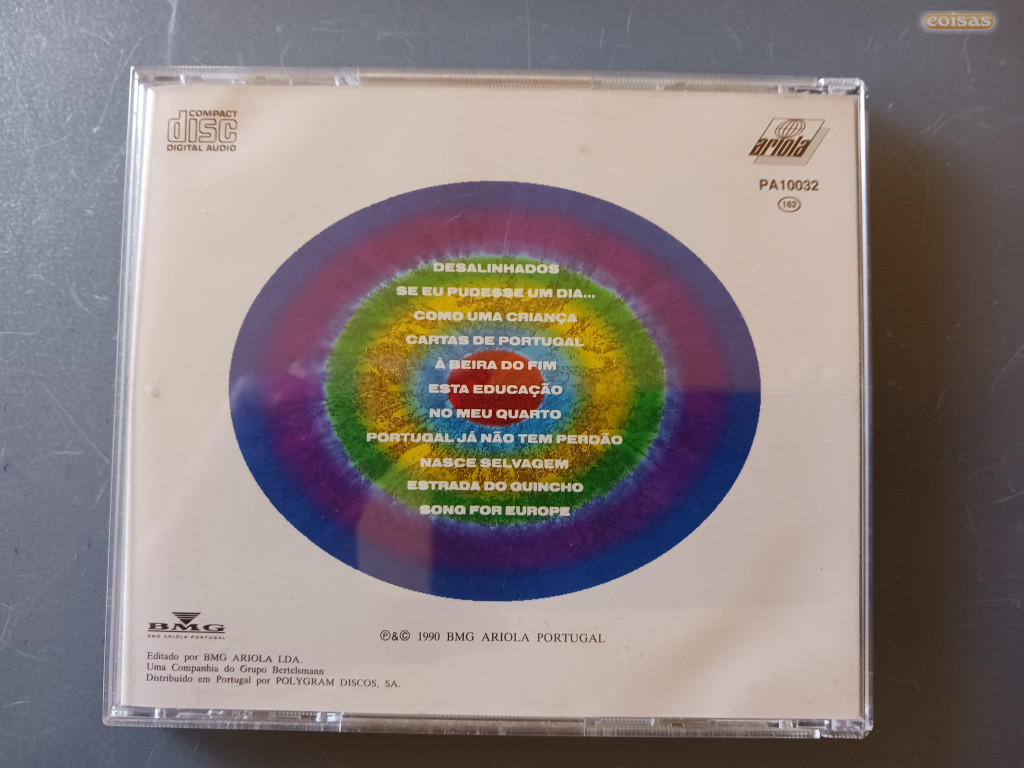 coisas
COMPACT
disc
DIGITAL AUDIO
ariola
PA10032
162
DESALINHADOS
SE EU PUDESSE UM DIA...
COMO UMA CRIANÇA
CARTAS DE PORTUGAL
À BEIRA DO FIM
ESTA EDUCAÇÃO
NO MEU QUARTO
PORTUGAL JÁ NÃO TEM PERDÃO
NASCE SELVAGEM
ESTRADA DO GUINCHO
SONG FOR EUROPE
BMG
BMG ARIOLA PORTUGAL
℗&© 1990 BMG ARIOLA PORTUGAL
Editado por BMG ARIOLA LDA.
Uma Companhia do Grupo Bertelsmann
Distribuído em Portugal por POLYGRAM DISCOS, SA.